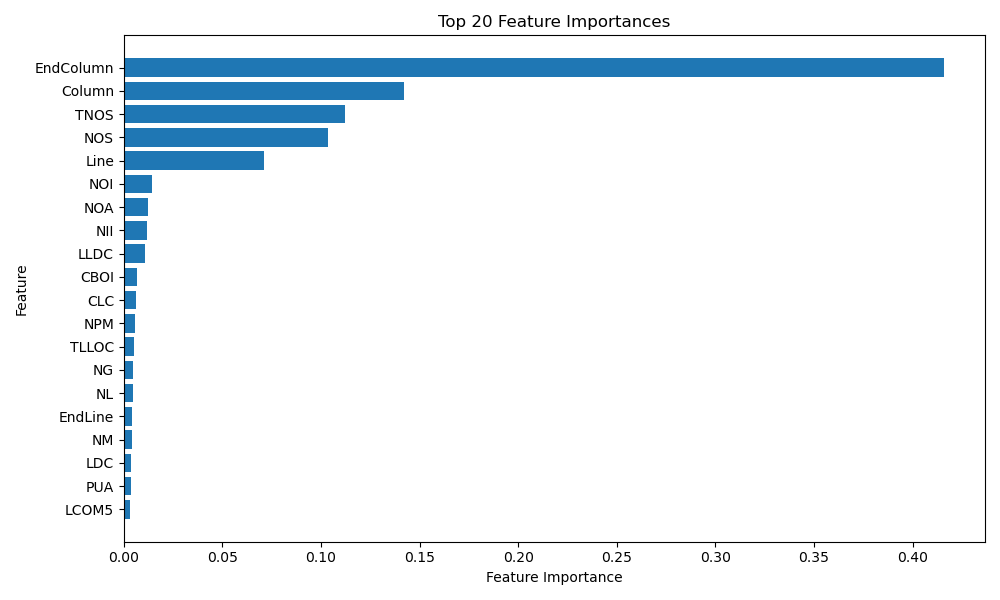 Top 20 Feature Importances
EndColumn
Column
TNOS
NOS
Line
NOI
NOA
NII
LLDC
CBOI
CLC
NPM
TLLOC
NG
NL
EndLine
NM
LDC
PUA
LCOM5
Feature
0.00 0.05 0.10 0.15 0.20 0.25 0.30 0.35 0.40
Feature Importance